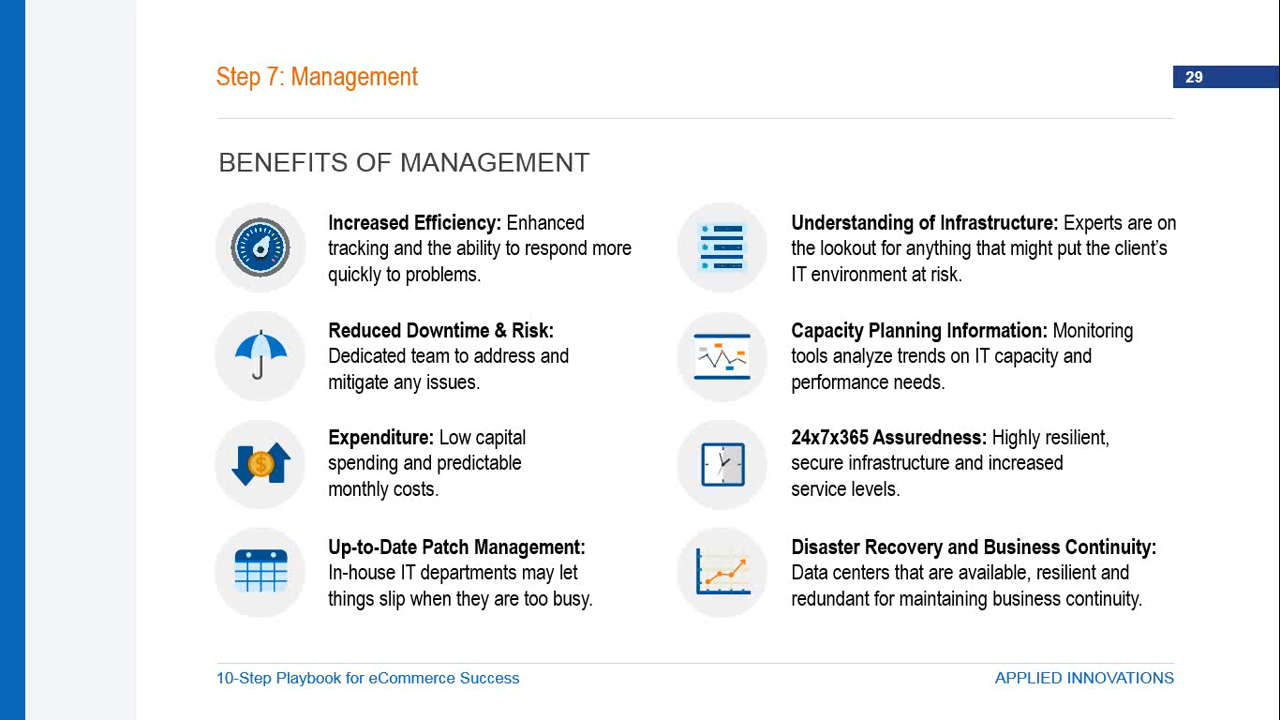 Step 7: Management
29
BENEFITS OF MANAGEMENT
Increased Efficiency: Enhanced
tracking and the ability to respond more
quickly to problems.
Understanding of Infrastructure: Experts are on
the lookout for anything that might put the client's
IT environment at risk.
Reduced Downtime & Risk:
Dedicated team to address and
mitigate any issues.
Capacity Planning Information: Monitoring
tools analyze trends on IT capacity and
performance needs.
Expenditure: Low capital
spending and predictable
monthly costs.
24x7x365 Assuredness: Highly resilient,
secure infrastructure and increased
service levels.
Up-to-Date Patch Management:
In-house IT departments may let
things slip when they are too busy.
Disaster Recovery and Business Continuity:
Data centers that are available, resilient and
redundant for maintaining business continuity.
10-Step Playbook for eCommerce Success
APPLIED INNOVATIONS